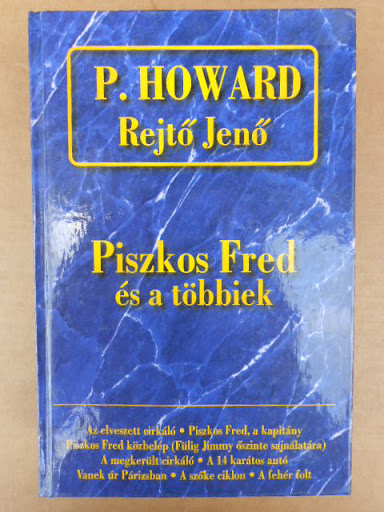 P. HOWARD
Rejtő Jenő
Piszkos Fred
és a többiek
Az elveszett cirkáló • Piszkos Fred, a kapitány
Piszkos Fred közbelép (Fülig Jimmy őszinte sajnálatára)
A megkerült cirkáló • A 14 karátos autó
Vanek úr Párizsban • A szőke ciklon • A fehér folt